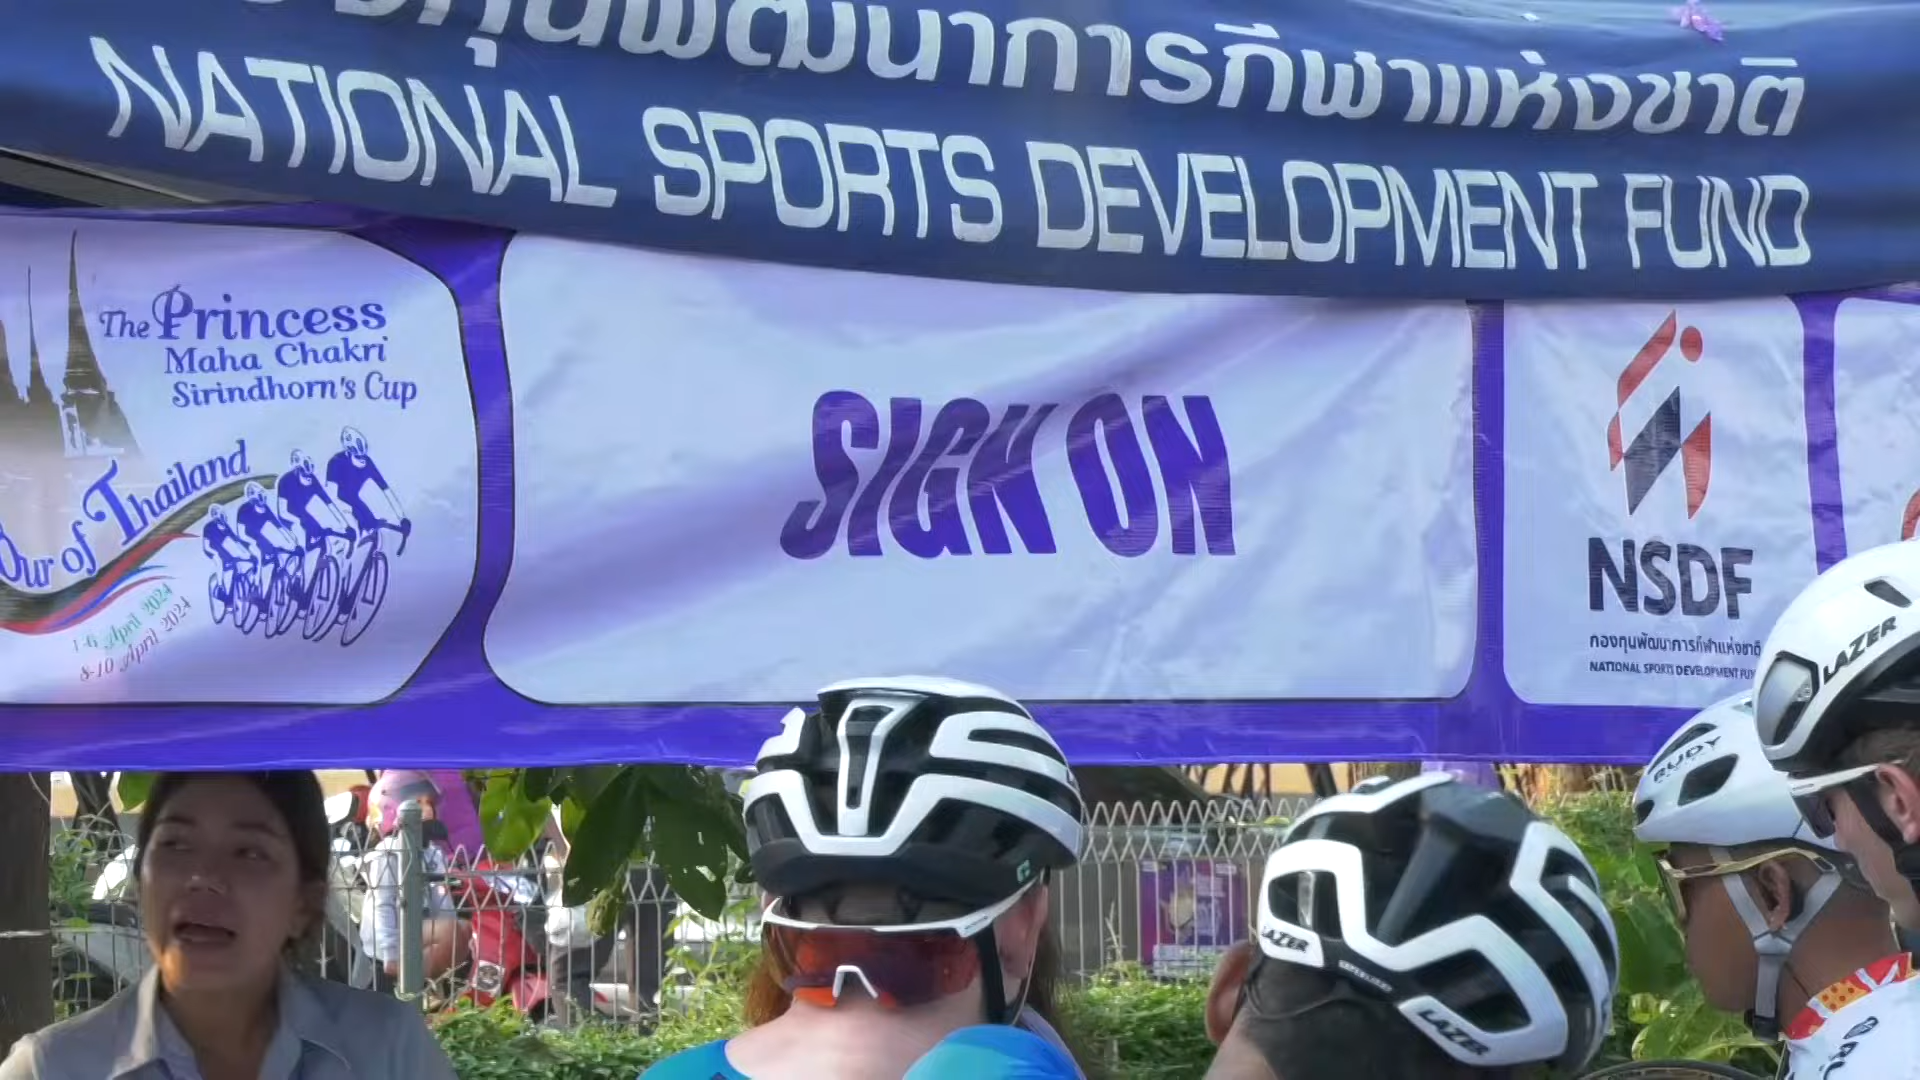 กองทุนพัฒนาการกีฬาแห่งชาติ
NATIONAL SPORTS DEVELOPMENT FUND
The Princess
Maha Chakri
Sirindhorn's Cup
our of Thailand
1-6 April 2024
8-10 April 2024
SIGN ON
NSDF
กองทุนพัฒนาการกีฬาแห่งชาติ
NATIONAL SPORTS DEVELOPMENT FUN
LAZER
RUDY
LAZER
LAZER